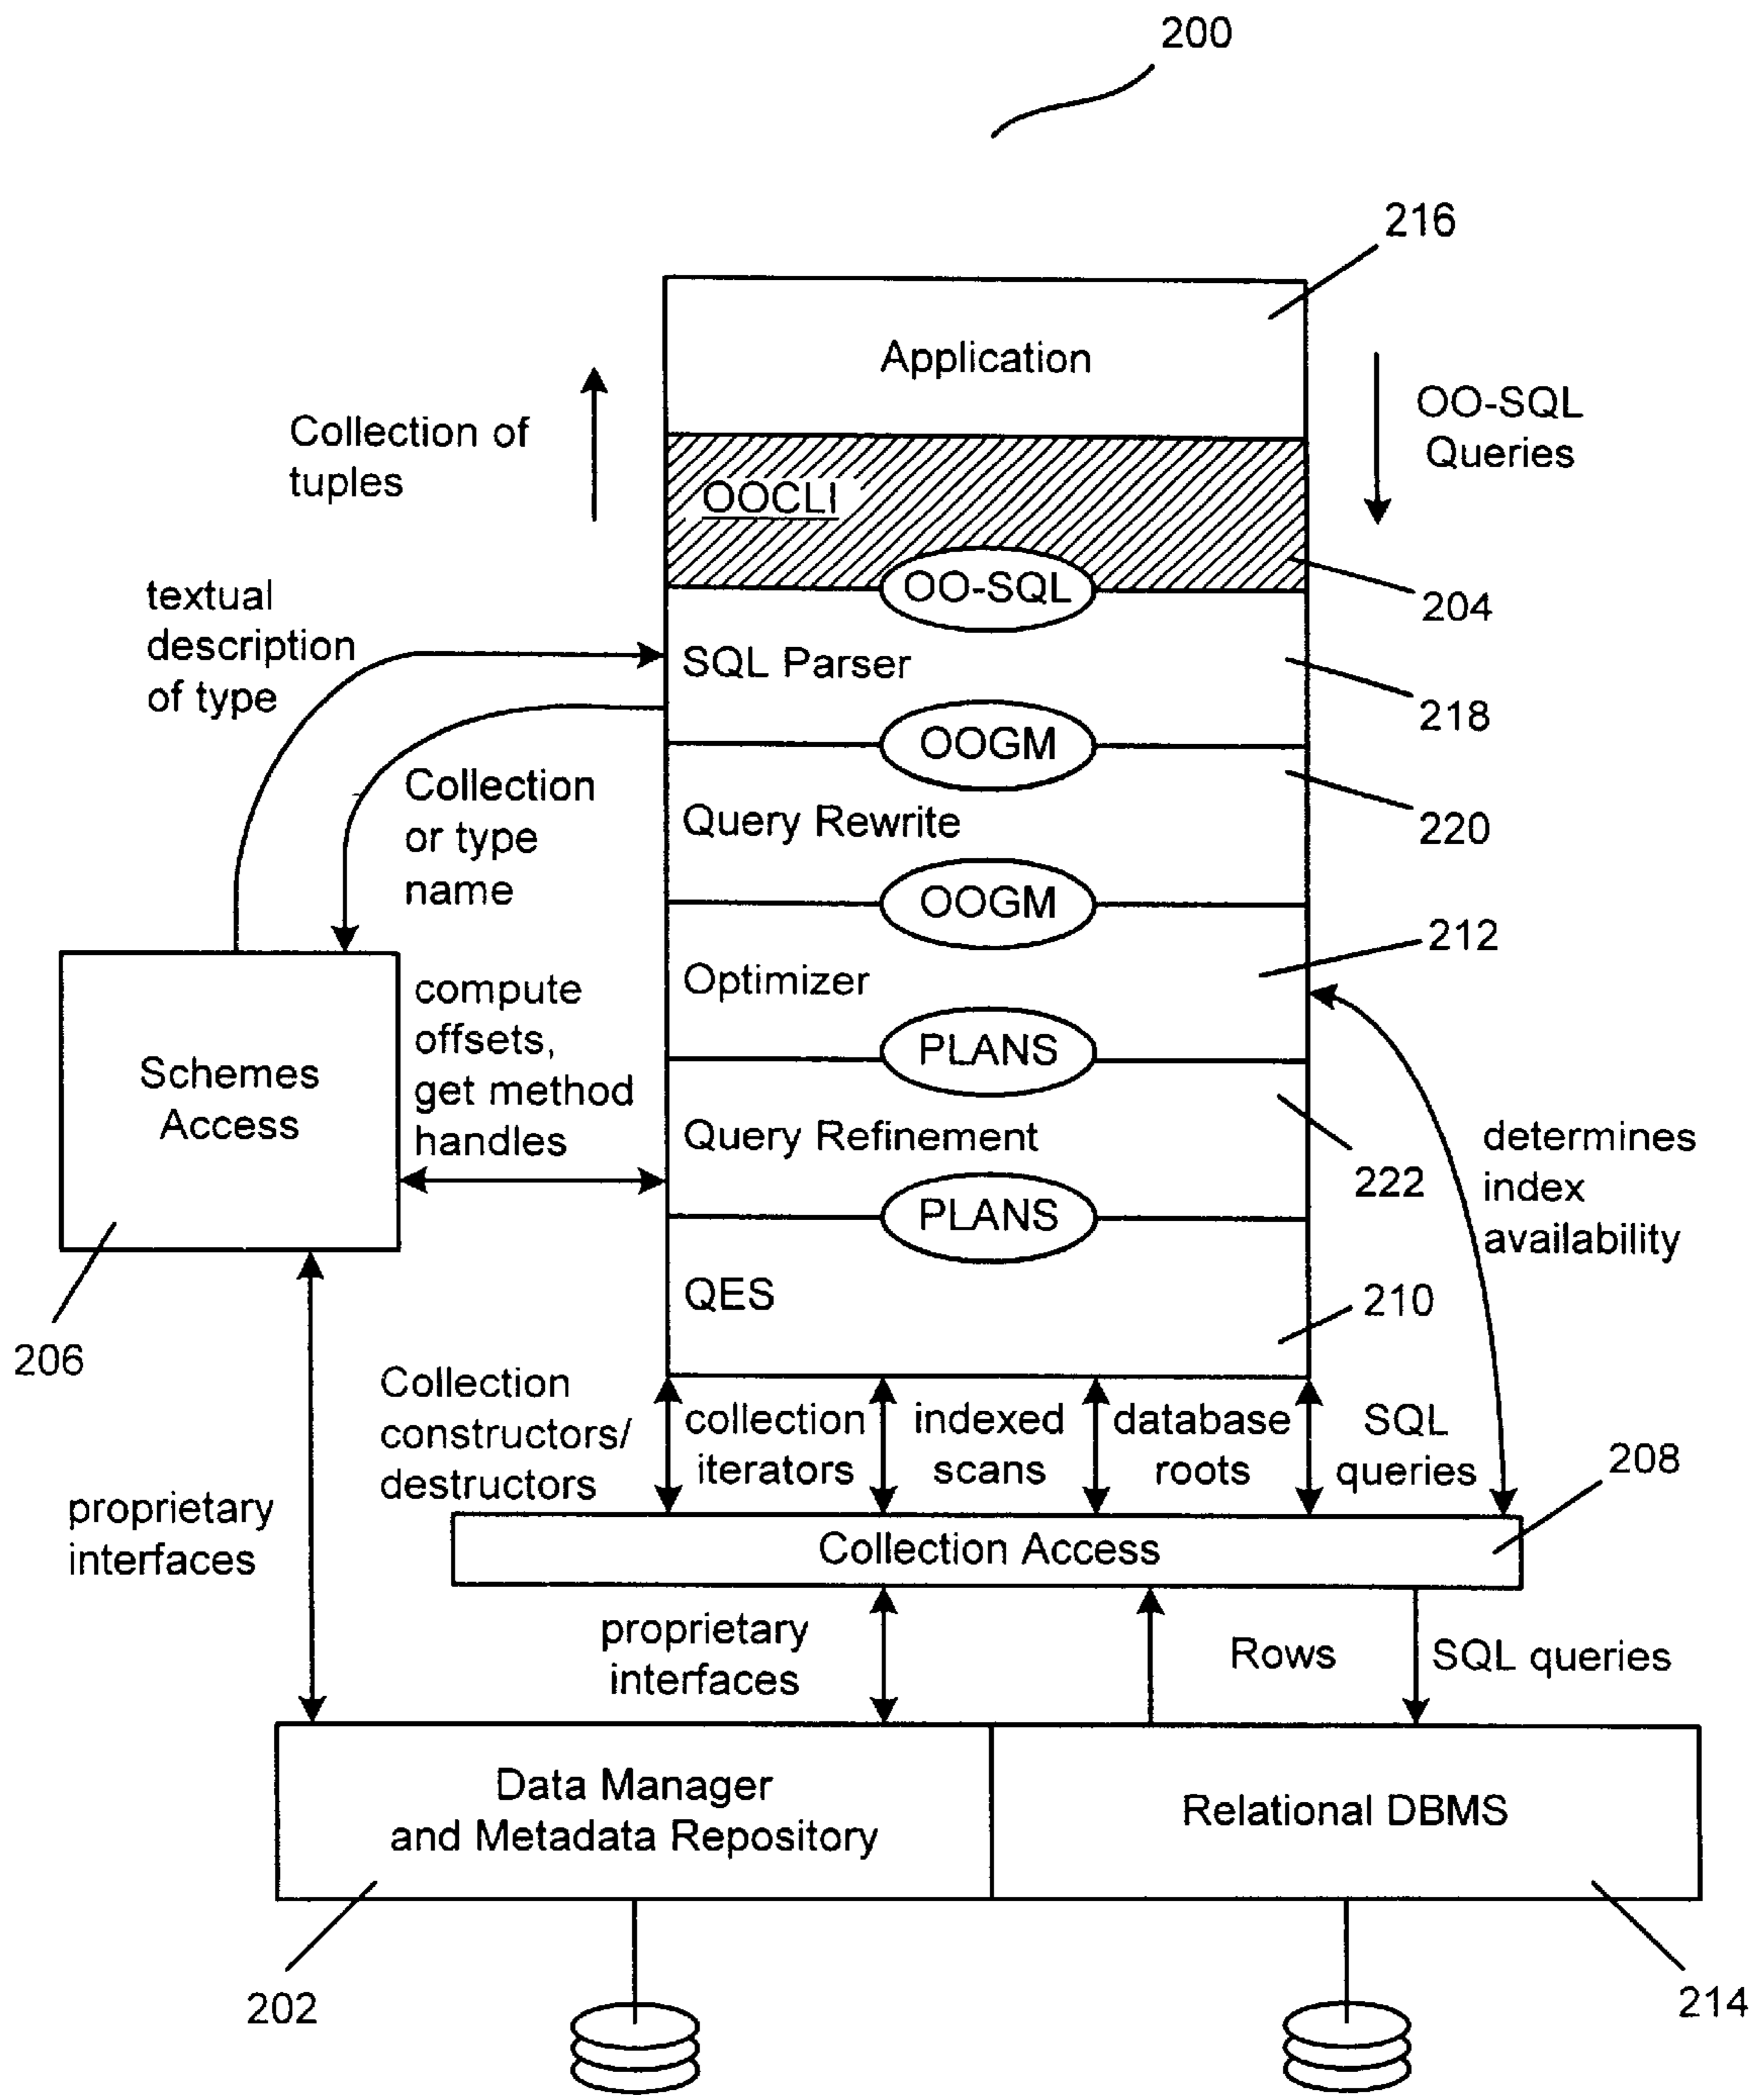 200
216
Application
OO-SQL
Queries
Collection of
tuples
OOCLI
OO-SQL
204
textual
description
of type
SQL Parser
218
OOGM
Collection
or type
name
Query Rewrite
220
OOGM
212
Optimizer
compute
offsets,
get method
handles
PLANS
Schemes
Access
Query Refinement
222
determines
index
availability
PLANS
QES
210
206
Collection
constructors/
destructors
collection
iterators
indexed
scans
database
roots
SQL
queries
208
proprietary
interfaces
Collection Access
proprietary
interfaces
Rows
SQL queries
Data Manager
and Metadata Repository
Relational DBMS
202
214